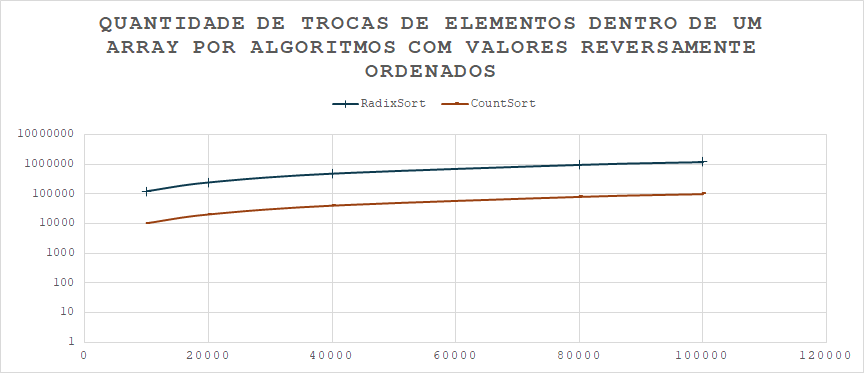 QUANTIDADE DE TROCAS DE ELEMENTOS DENTRO DE UM
ARRAY POR ALGORITMOS COM VALORES REVERSAMENTE
ORDENADOS
RadixSort CountSort
10000000
1000000
100000
10000
1000
100
10
1
0 20000 40000 60000 80000 100000 120000